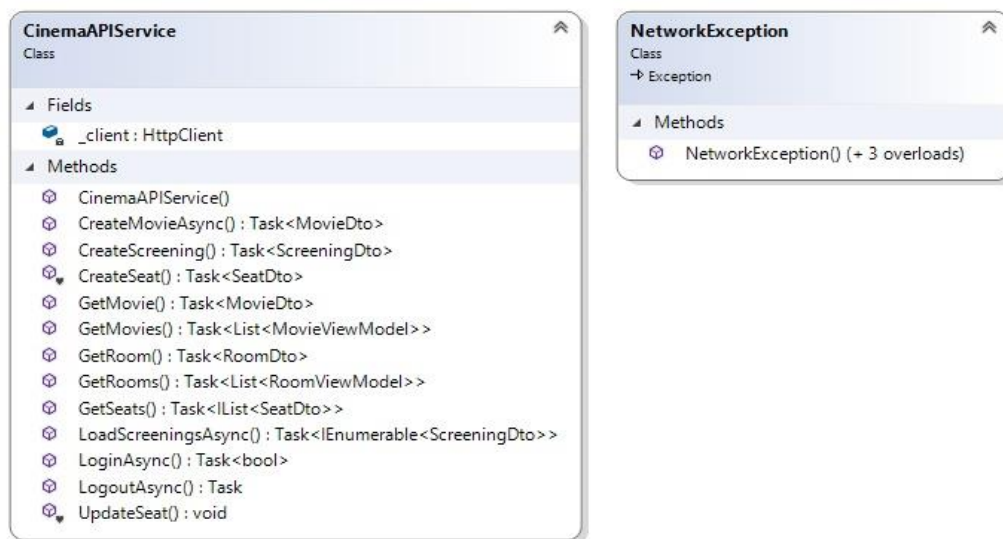 CinemaAPIService
Class
Fields
_client : HttpClient
Methods
CinemaAPIService()
CreateMovieAsync() : Task<MovieDto>
CreateScreening() : Task<ScreeningDto>
CreateSeat() : Task<SeatDto>
GetMovie() : Task<MovieDto>
GetMovies() : Task<List<MovieViewModel>>
GetRoom() : Task<RoomDto>
GetRooms() : Task<List<RoomViewModel>>
GetSeats() : Task<IList<SeatDto>>
LoadScreeningsAsync() : Task<IEnumerable<ScreeningDto>>
LoginAsync() : Task<bool>
LogoutAsync() : Task
UpdateSeat() : void
NetworkException
Class
Exception
Methods
NetworkException() (+ 3 overloads)